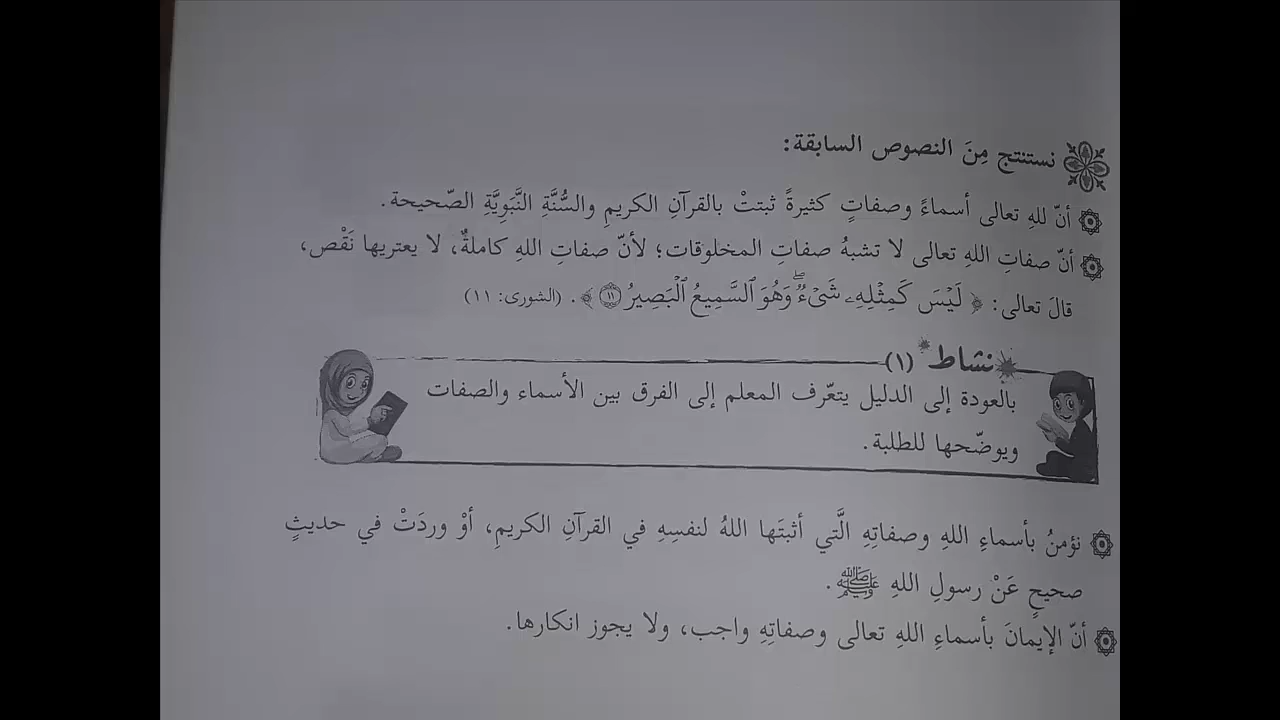 نستنتج مِنَ النصوص السابقة:
أنّ للهِ تعالى أسماءً وصفاتٍ كثيرةً ثبتتْ بالقرآنِ الكريمِ والسُّنَّةِ النَّبَوِيَّةِ الصّحيحة.
أنّ صفاتِ اللهِ تعالى لا تشبهُ صفاتِ المخلوقات؛ لأنّ صفاتِ اللهِ كاملةٌ، لا يعتريها نَقْص،
قالَ تعالى: ﴿ لَيْسَ كَمِثْلِهِۦ شَىْءٌۖ وَهُوَ ٱلسَّمِيعُ ٱلْبَصِيرُ ۝١١ ﴾. (الشورى: ١١)
نشاط (١)
بالعودة إلى الدليل يتعّرف المعلم إلى الفرق بين الأسماء والصفات
ويوضّحها للطلبة.
نؤمنُ بأسماءِ اللهِ وصفاتِهِ الَّتي أثبتَها اللهُ لنفسِهِ في القرآنِ الكريمِ، أوْ وردَتْ في حديثٍ
صحيحٍ عَنْ رسولِ اللهِ ﷺ.
أنّ الإيمانَ بأسماءِ اللهِ تعالى وصفاتِهِ واجب، ولا يجوز انكارها.